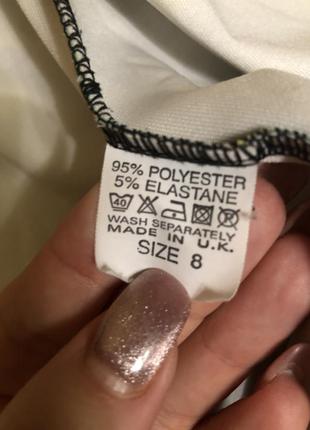 95% POLYESTER
5% ELASTANE
40
WASH SEPARATELY
MADE IN U.K.
SIZE 8